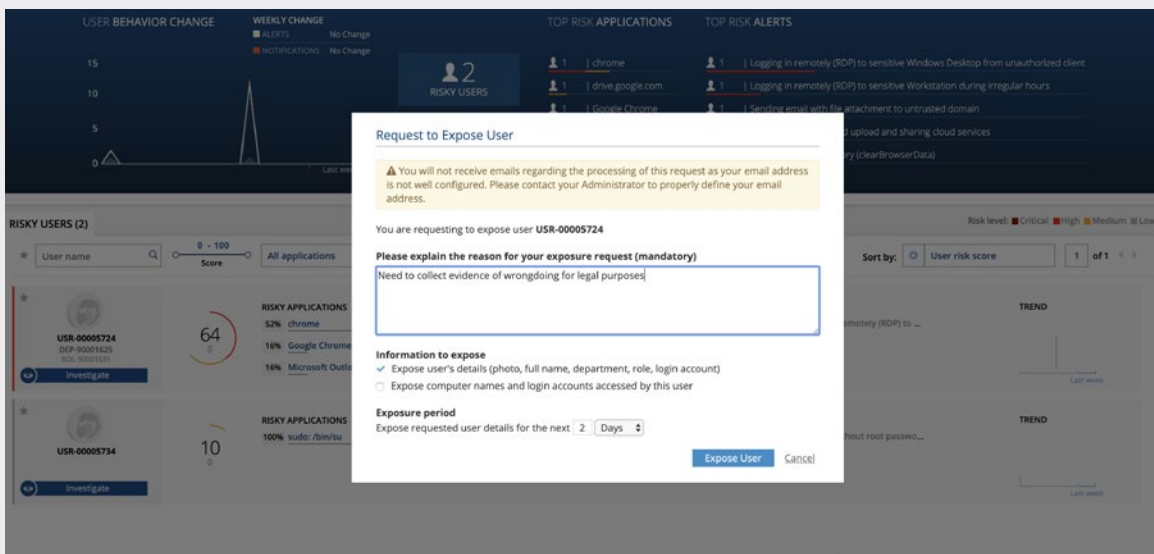 USER BEHAVIOR CHANGE
WEEKLY CHANGE
ALERTS No Change
NOTIFICATIONS No Change
15
10
5
0
Last we
2
RISKY USERS
TOP RISK APPLICATIONS
1 | chrome
1 | drive.google.com
1 | Google Chrome
TOP RISK ALERTS
1 | Logging in remotely (RDP) to sensitive Windows Desktop from unauthorized client
1 | Logging in remotely (RDP) to sensitive Workstation during irregular hours
1 | Sending email with file attachment to untrusted domain
d upload and sharing cloud services
ry (clearBrowserData)
Request to Expose User
You will not receive emails regarding the processing of this request as your email address
is not well configured. Please contact your Administrator to properly define your email
address.
You are requesting to expose user USR-00005724
Please explain the reason for your exposure request (mandatory)
Need to collect evidence of wrongdoing for legal purposes
Information to expose
Expose user's details (photo, full name, department, role, login account)
Expose computer names and login accounts accessed by this user
Exposure period
Expose requested user details for the next 2 Days
Expose User Cancel
RISKY USERS (2)
Risk level: Critical High Medium Low
User name
0 - 100
Score
All applications
Sort by: User risk score
1 of 1
USR-00005724
DEP-90001625
ROL-90001631
Investigate
64
0
RISKY APPLICATIONS
52% chrome
16% Google Chrome
16% Microsoft Outlo
emotely (RDP) to ...
TREND
Last week
USR-00005734
Investigate
10
0
RISKY APPLICATIONS
100% sudo: /bin/su
hout root passwo...
TREND
Last week